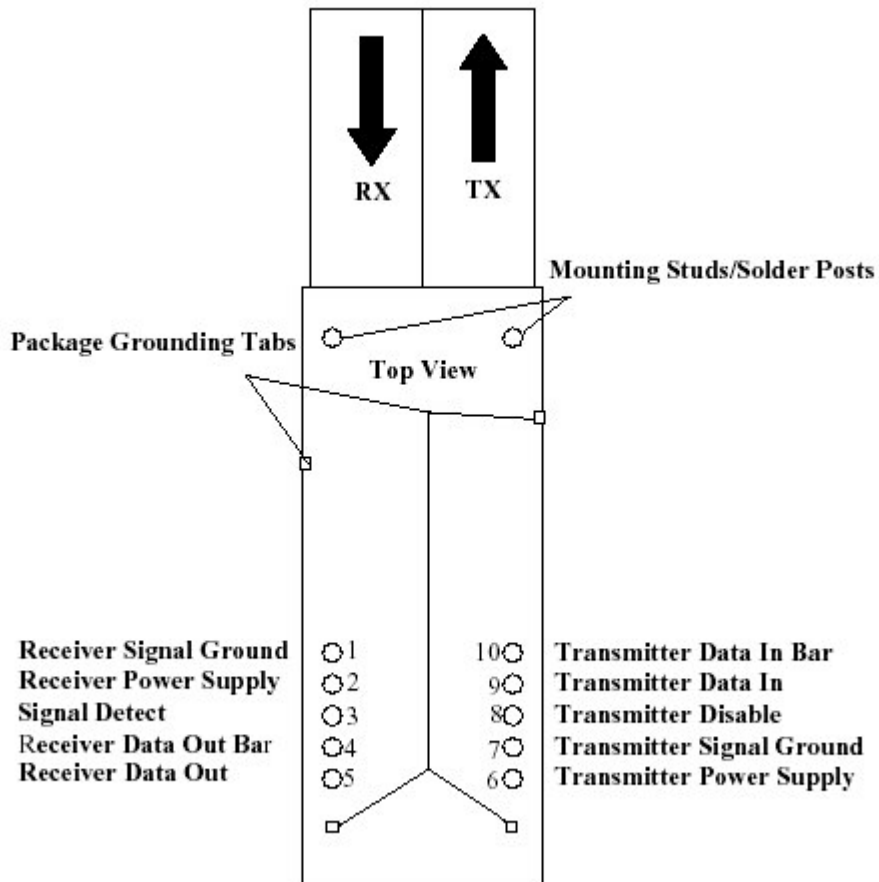 RX
TX
Mounting Studs/Solder Posts
Package Grounding Tabs
Top View
Receiver Signal Ground 1
Receiver Power Supply 2
Signal Detect 3
Receiver Data Out Bar 4
Receiver Data Out 5
10 Transmitter Data In Bar
9 Transmitter Data In
8 Transmitter Disable
7 Transmitter Signal Ground
6 Transmitter Power Supply